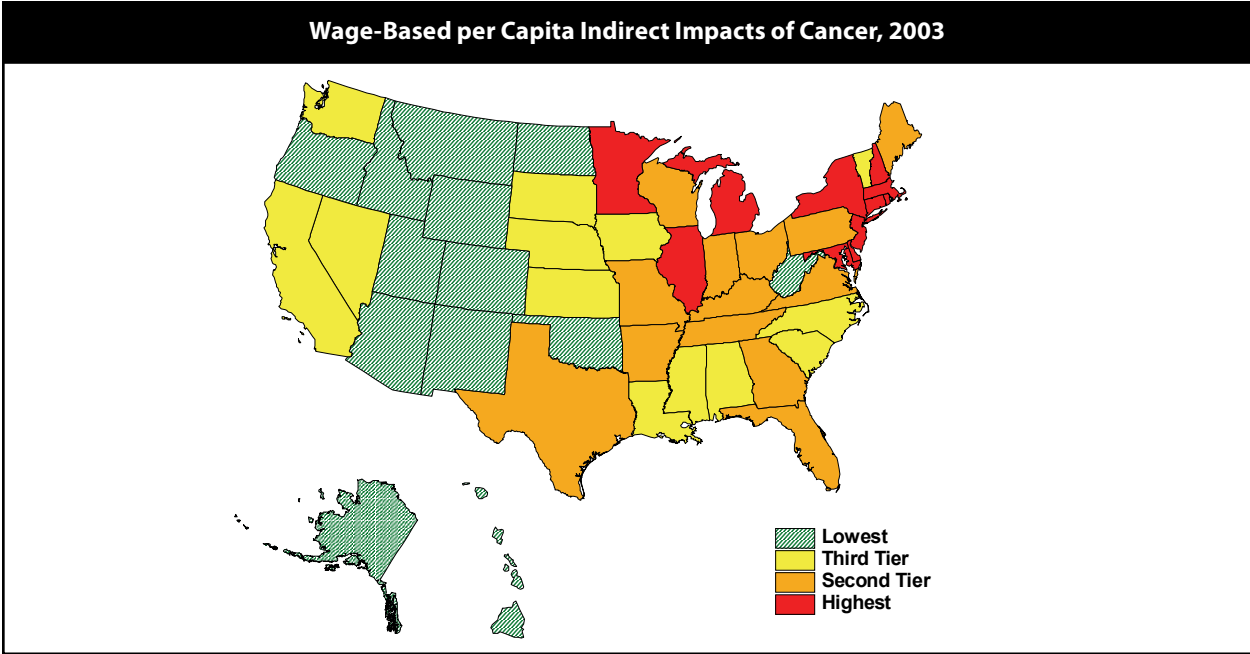 Wage-Based per Capita Indirect Impacts of Cancer, 2003
Lowest
Third Tier
Second Tier
Highest